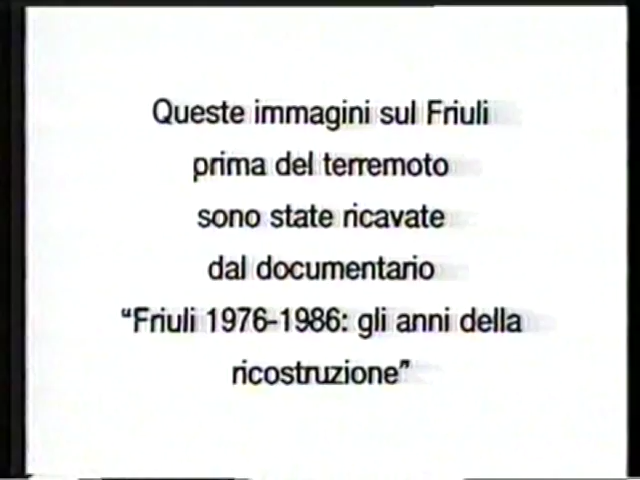 Queste immagini sul Friuli
prima del terremoto
sono state ricavate
dal documentario
“Friuli 1976-1986: gli anni della
ricostruzione”